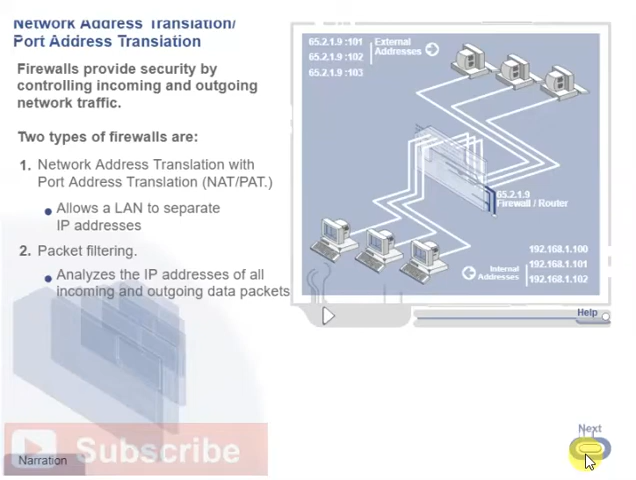 Network Address Translation/
Port Address Translation
Firewalls provide security by
controlling incoming and outgoing
network traffic.
Two types of firewalls are:
1. Network Address Translation with
Port Address Translation (NAT/PAT.)
• Allows a LAN to separate
IP addresses
2. Packet filtering.
• Analyzes the IP addresses of all
incoming and outgoing data packets
65.2.1.9 :101
65.2.1.9 :102
65.2.1.9 :103
External
Addresses
65.2.1.9
Firewall / Router
192.168.1.100
192.168.1.101
192.168.1.102
Internal
Addresses
Help
Next
Subscribe
Narration